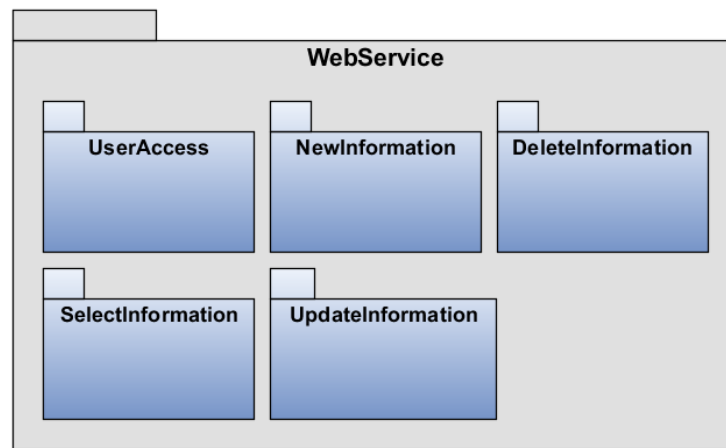 WebService
UserAccess
NewInformation
DeleteInformation
SelectInformation
UpdateInformation